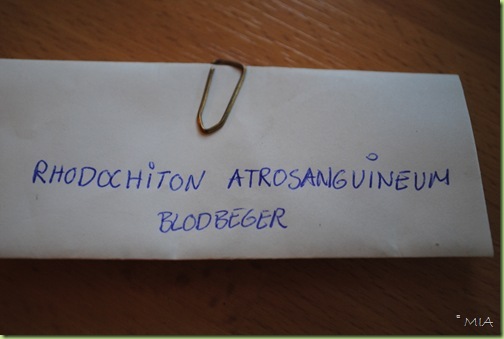 RHODOCHiTON ATROSANGUiNEUM
BLODBEGER
° MIA